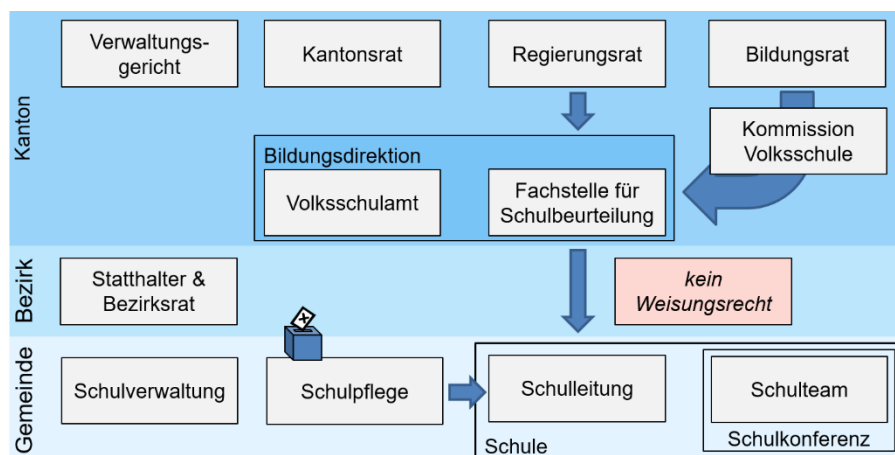 Kanton
Verwaltungs-
gericht
Kantonsrat
Regierungsrat
Bildungsrat
Kommission
Volksschule
Bildungsdirektion
Volksschulamt
Fachstelle für
Schulbeurteilung
Bezirk
Statthalter &
Bezirksrat
kein
Weisungsrecht
Gemeinde
Schulverwaltung
Schulpflege
Schulleitung
Schulteam
Schule
Schulkonferenz